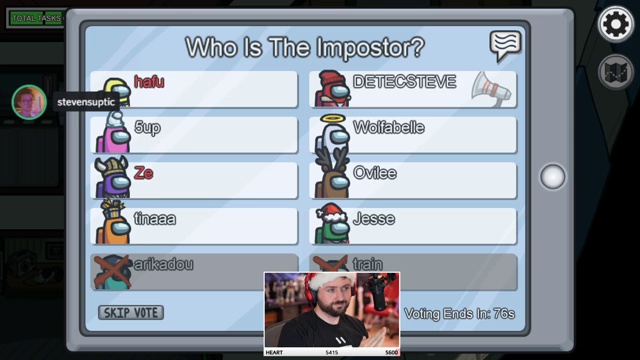 TOTAL TASKS
Who Is The Impostor?
hafu
DETECSTEVE
stevensuptic
5up
Wolfabelle
Ze
Ovilee
tinaaa
Jesse
arikadou
train
SKIP VOTE
Voting Ends In: 76s
HEART 5415 5600